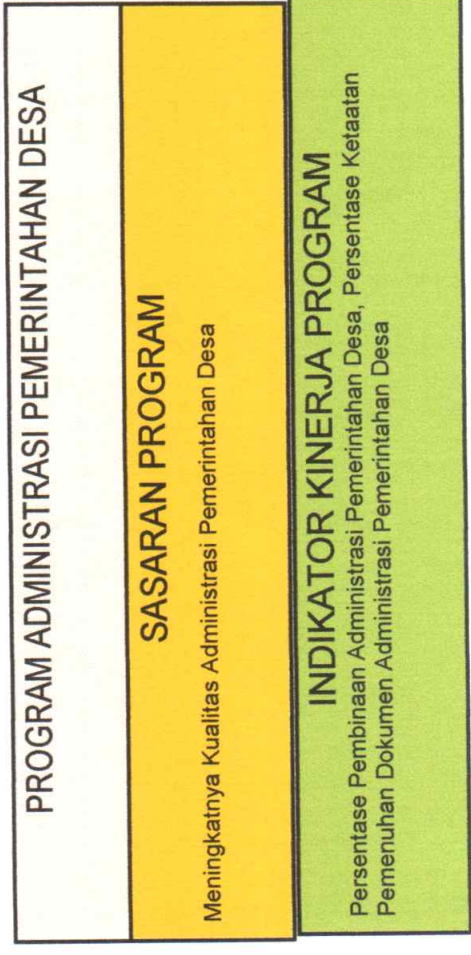 PROGRAM ADMINISTRASI PEMERINTAHAN DESA
SASARAN PROGRAM
Meningkatnya Kualitas Administrasi Pemerintahan Desa
INDIKATOR KINERJA PROGRAM
Persentase Pembinaan Administrasi Pemerintahan Desa, Persentase Ketaatan
Pemenuhan Dokumen Administrasi Pemerintahan Desa